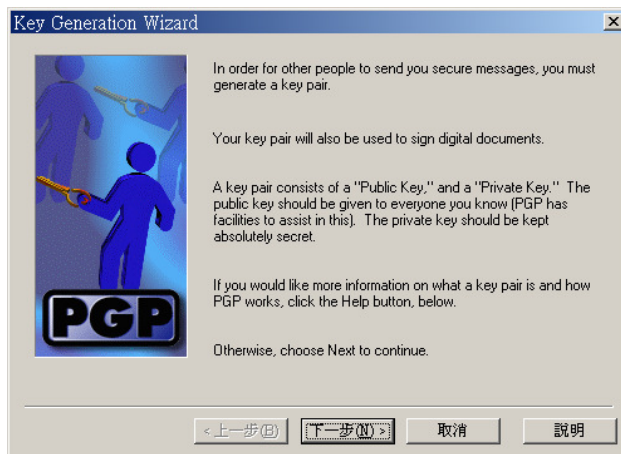 Key Generation Wizard
In order for other people to send you secure messages, you must
generate a key pair.
Your key pair will also be used to sign digital documents.
A key pair consists of a "Public Key," and a "Private Key."  The
public key should be given to everyone you know (PGP has
facilities to assist in this).  The private key should be kept
absolutely secret.
If you would like more information on what a key pair is and how
PGP works, click the Help button, below.
Otherwise, choose Next to continue.
PGP
<上一步(B) 下一步(N)> 取消 說明